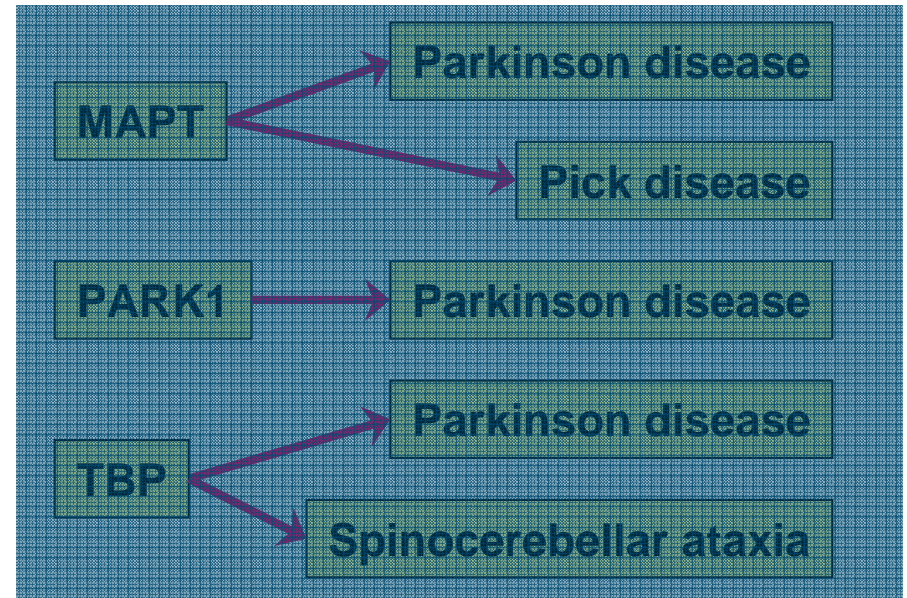 MAPT
Parkinson disease
Pick disease
PARK1
Parkinson disease
TBP
Parkinson disease
Spinocerebellar ataxia